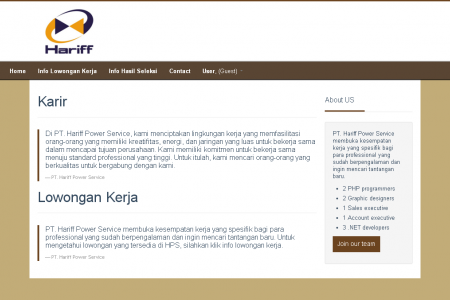 Hariff
Home Info Lowongan Kerja Info Hasil Seleksi Contact User, (Guest)
Karir
Di PT. Hariff Power Service, kami menciptakan lingkungan kerja yang memfasilitasi
orang-orang yang memiliki kreatifitas, energi, dan jaringan yang luas untuk bekerja sama
dalam mencapai tujuan perusahaan. Kami memiliki komitmen untuk bekerja sama
menuju standard professional yang tinggi. Untuk itulah, kami mencari orang-orang yang
berkualitas untuk bergabung dengan kami.
— PT. Hariff Power Service
Lowongan Kerja
PT. Hariff Power Service membuka kesempatan kerja yang spesifik bagi para
professional yang sudah berpengalaman dan ingin mencari tantangan baru. Untuk
mengetahui lowongan yang tersedia di HPS, silahkan klik info lowongan kerja.
— PT. Hariff Power Service
About US
PT. Hariff Power Service
membuka kesempatan
kerja yang spesifik bagi
para professional yang
sudah berpengalaman dan
ingin mencari tantangan
baru.
2 PHP programmers
2 Graphic designers
1 Sales executive
1 Account executive
3 .NET developers
Join our team